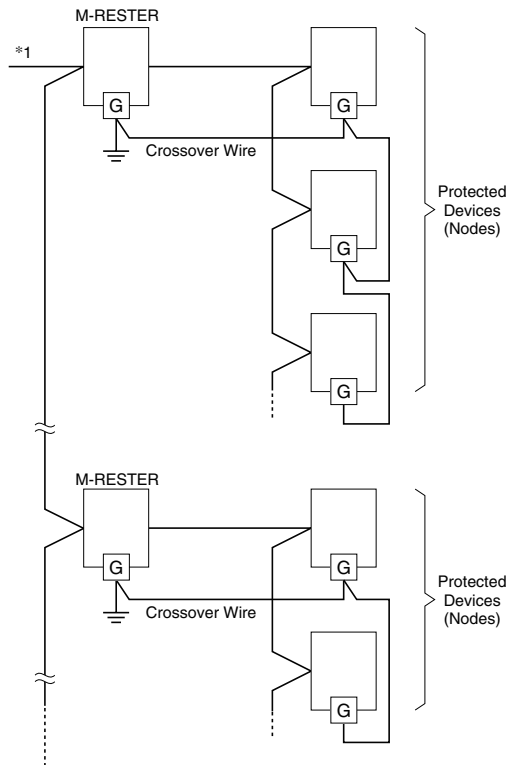 M-RESTER
*1
G
G
Crossover Wire
G
Protected
Devices
(Nodes)
G
M-RESTER
G
G
Crossover Wire
Protected
Devices
(Nodes)
G